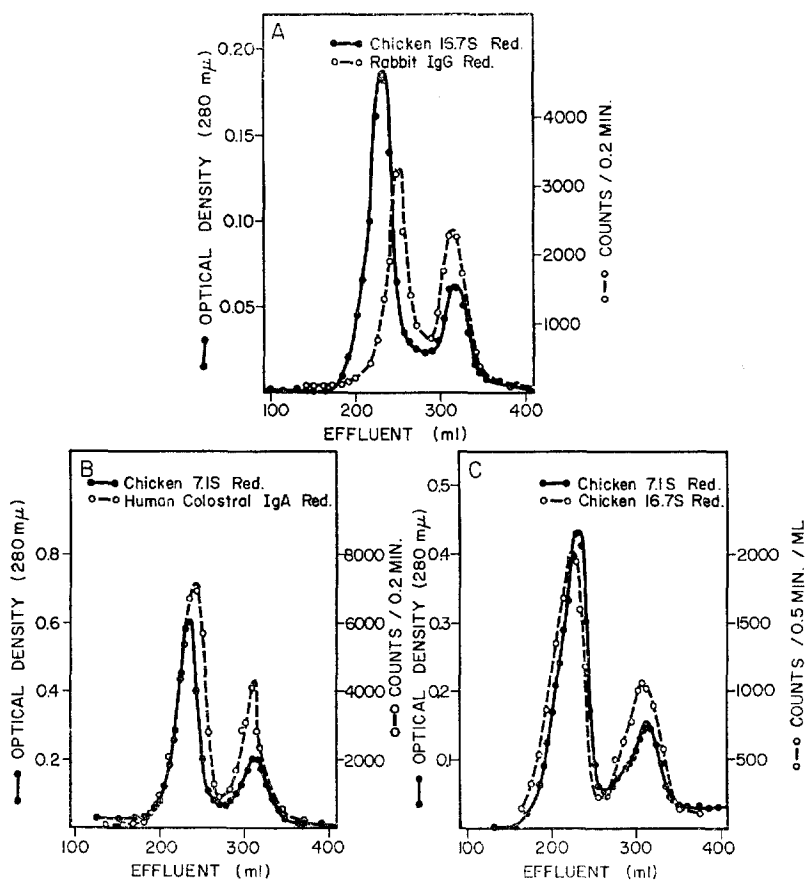 A
Chicken 16.7S Red.
Rabbit IgG Red.
0.20
0.15
0.10
0.05
OPTICAL DENSITY (280 mμ)
4000
3000
2000
1000
COUNTS / 0.2 MIN.
100 200 300 400
EFFLUENT (ml)
B
Chicken 7.1S Red.
Human Colostral IgA Red.
0.8
0.6
0.4
0.2
OPTICAL DENSITY (280 mμ)
8000
6000
4000
2000
COUNTS / 0.2 MIN.
100 200 300 400
EFFLUENT (ml)
C
Chicken 7.1S Red.
Chicken 16.7S Red.
0.5
0.4
0.3
0.2
0.1
OPTICAL DENSITY (280 mμ)
2000
1500
1000
500
COUNTS / 0.5 MIN. / ML
100 200 300 400
EFFLUENT (ml)